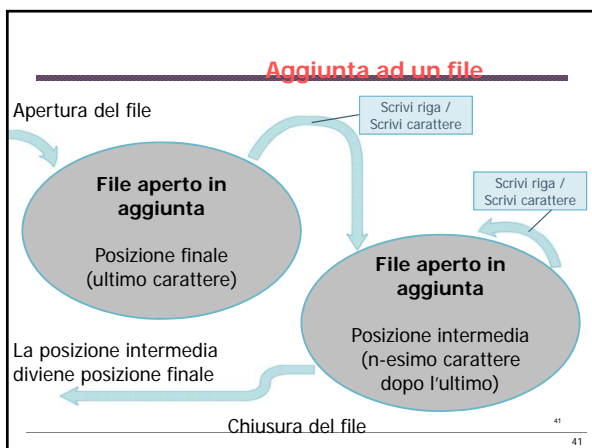 Aggiunta ad un file
Apertura del file
Scrivi riga /
Scrivi carattere
File aperto in
aggiunta
Posizione finale
(ultimo carattere)
Scrivi riga /
Scrivi carattere
File aperto in
aggiunta
Posizione intermedia
(n-esimo carattere
dopo l'ultimo)
La posizione intermedia
diviene posizione finale
Chiusura del file
41
41